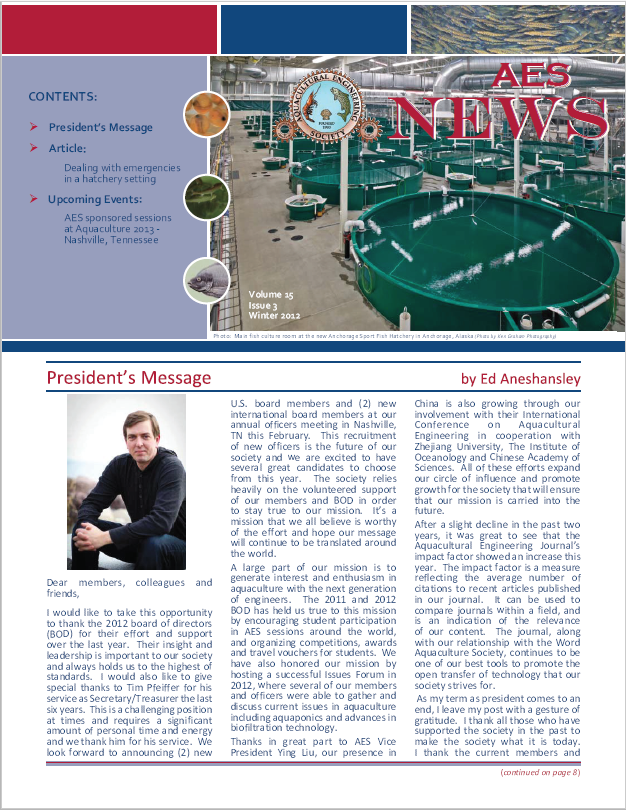 AES
NEWS
AQUACULTURAL ENGINEERING
SOCIETY
CONTENTS:
President's Message
Article:
Dealing with emergencies
in a hatchery setting
Upcoming Events:
AES sponsored sessions
at Aquaculture 2013 -
Nashville, Tennessee
Volume 15
Issue 3
Winter 2012
Photo: Main fish culture room at the new Anchorage Sport Fish Hatchery in Anchorage, Alaska (Photo by Ken Graham Photography)
President's Message
by Ed Aneshansley
Dear members, colleagues and
friends,
I would like to take this opportunity
to thank the 2012 board of directors
(BOD) for their effort and support
over the last year. Their insight and
leadership is important to our society
and always holds us to the highest of
standards. I would also like to give
special thanks to Tim Pfeiffer for his
service as Secretary/Treasurer the last
six years. This is a challenging position
at times and requires a significant
amount of personal time and energy
and we thank him for his service. We
look forward to announcing (2) new
U.S. board members and (2) new
international board members at our
annual officers meeting in Nashville,
TN this February. This recruitment
of new officers is the future of our
society and we are excited to have
several great candidates to choose
from this year. The society relies
heavily on the volunteered support
of our members and BOD in order
to stay true to our mission. It's a
mission that we all believe is worthy
of the effort and hope our message
will continue to be translated around
the world.
A large part of our mission is to
generate interest and enthusiasm in
aquaculture with the next generation
of engineers. The 2011 and 2012
BOD has held us true to this mission
by encouraging student participation
in AES sessions around the world,
and organizing competitions, awards
and travel vouchers for students. We
have also honored our mission by
hosting a successful Issues Forum in
2012, where several of our members
and officers were able to gather and
discuss current issues in aquaculture
including aquaponics and advances in
biofiltration technology.
Thanks in great part to AES Vice
President Ying Liu, our presence in
China is also growing through our
involvement with their International
Conference on Aquacultural
Engineering in cooperation with
Zhejiang University, The Institute of
Oceanology and Chinese Academy of
Sciences. All of these efforts expand
our circle of influence and promote
growth for the society that will ensure
that our mission is carried into the
future.
After a slight decline in the past two
years, it was great to see that the
Aquacultural Engineering Journal's
impact factor showed an increase this
year. The impact factor is a measure
reflecting the average number of
citations to recent articles published
in our journal. It can be used to
compare journals within a field, and
is an indication of the relevance
of our content. The journal, along
with our relationship with the Word
Aquaculture Society, continues to be
one of our best tools to promote the
open transfer of technology that our
society strives for.
As my term as president comes to an
end, I leave my post with a gesture of
gratitude. I thank all those who have
supported the society in the past to
make the society what it is today.
I thank the current members and
(continued on page 8)